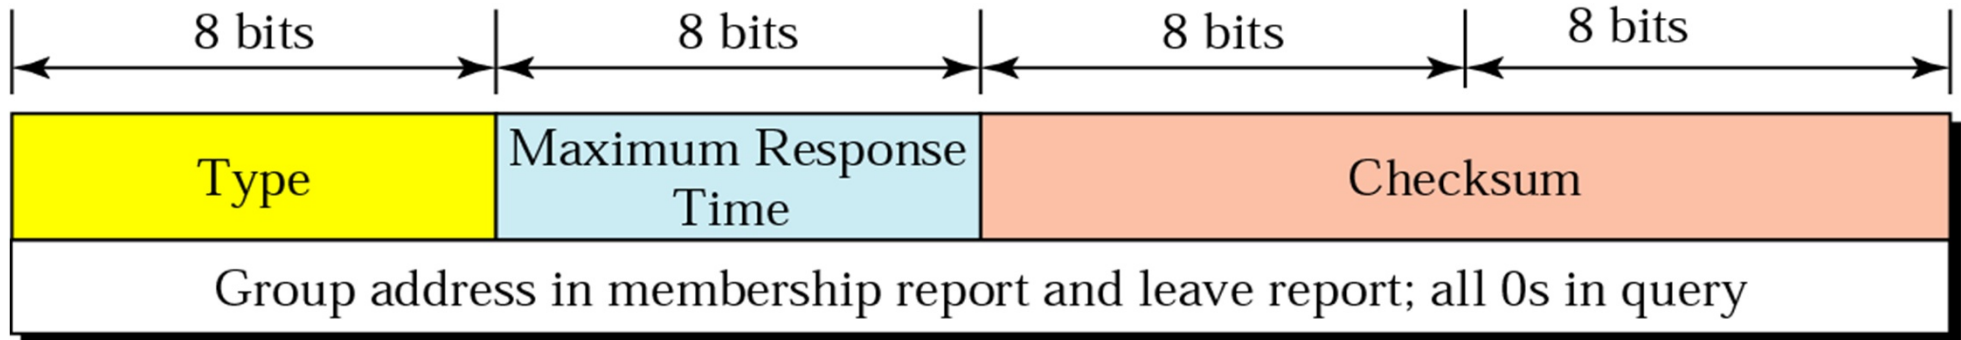 8 bits 8 bits 8 bits 8 bits
Type
Maximum Response
Time
Checksum
Group address in membership report and leave report; all 0s in query